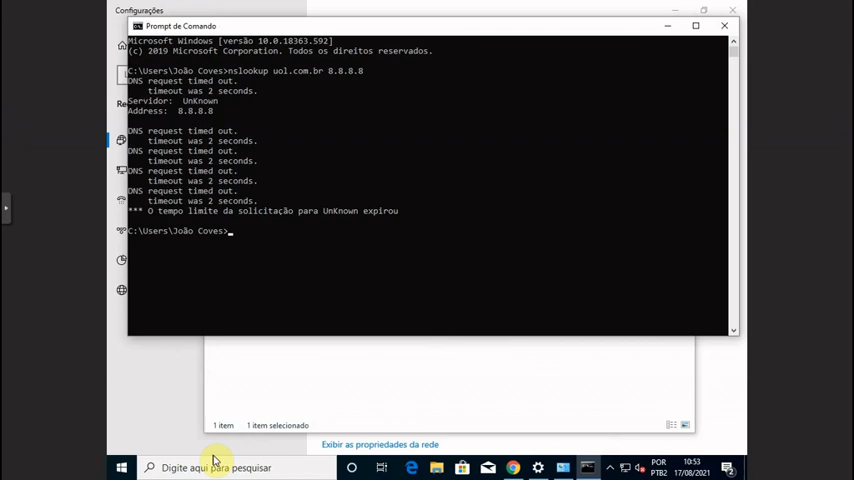 Configurações
Prompt de Comando
Microsoft Windows [versão 10.0.18363.592]
(c) 2019 Microsoft Corporation. Todos os direitos reservados.
C:\Users\João Coves>nslookup uol.com.br 8.8.8.8
DNS request timed out.
timeout was 2 seconds.
Servidor: UnKnown
Address: 8.8.8.8
DNS request timed out.
timeout was 2 seconds.
DNS request timed out.
timeout was 2 seconds.
DNS request timed out.
timeout was 2 seconds.
DNS request timed out.
timeout was 2 seconds.
*** O tempo limite da solicitação para UnKnown expirou
C:\Users\João Coves>
Re
1 item 1 item selecionado
Exibir as propriedades da rede
Digite aqui para pesquisar
POR 10:53
PTB2 17/08/2021
2